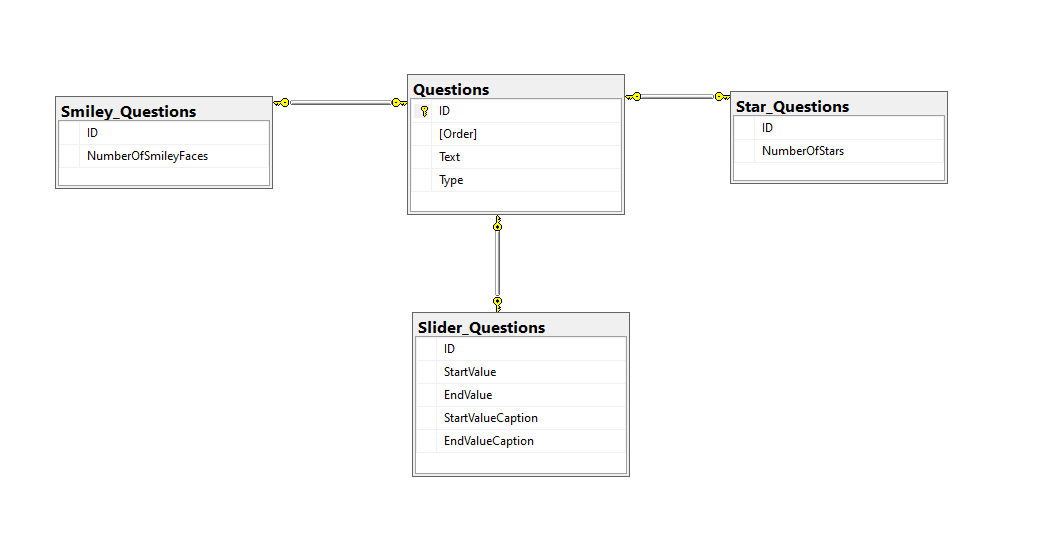 Smiley_Questions
ID
NumberOfSmileyFaces
Questions
ID
[Order]
Text
Type
Star_Questions
ID
NumberOfStars
Slider_Questions
ID
StartValue
EndValue
StartValueCaption
EndValueCaption